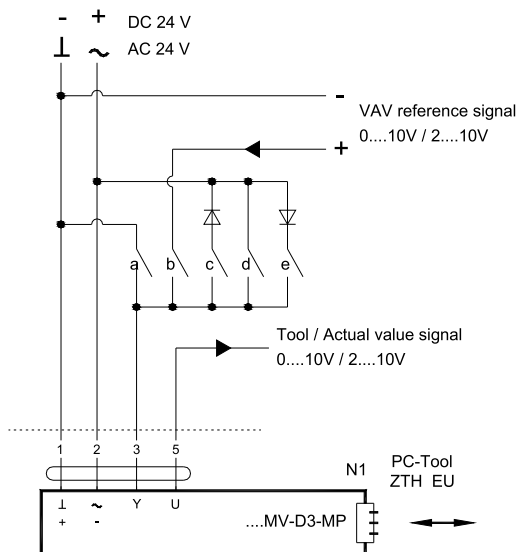 - + DC 24 V
⊥ ~ AC 24 V
-
VAV reference signal
0....10V / 2....10V
+
a b c d e
Tool / Actual value signal
0....10V / 2....10V
1 2 3 5
N1
PC-Tool
ZTH EU
⊥ ~ Y U
+ -
....MV-D3-MP